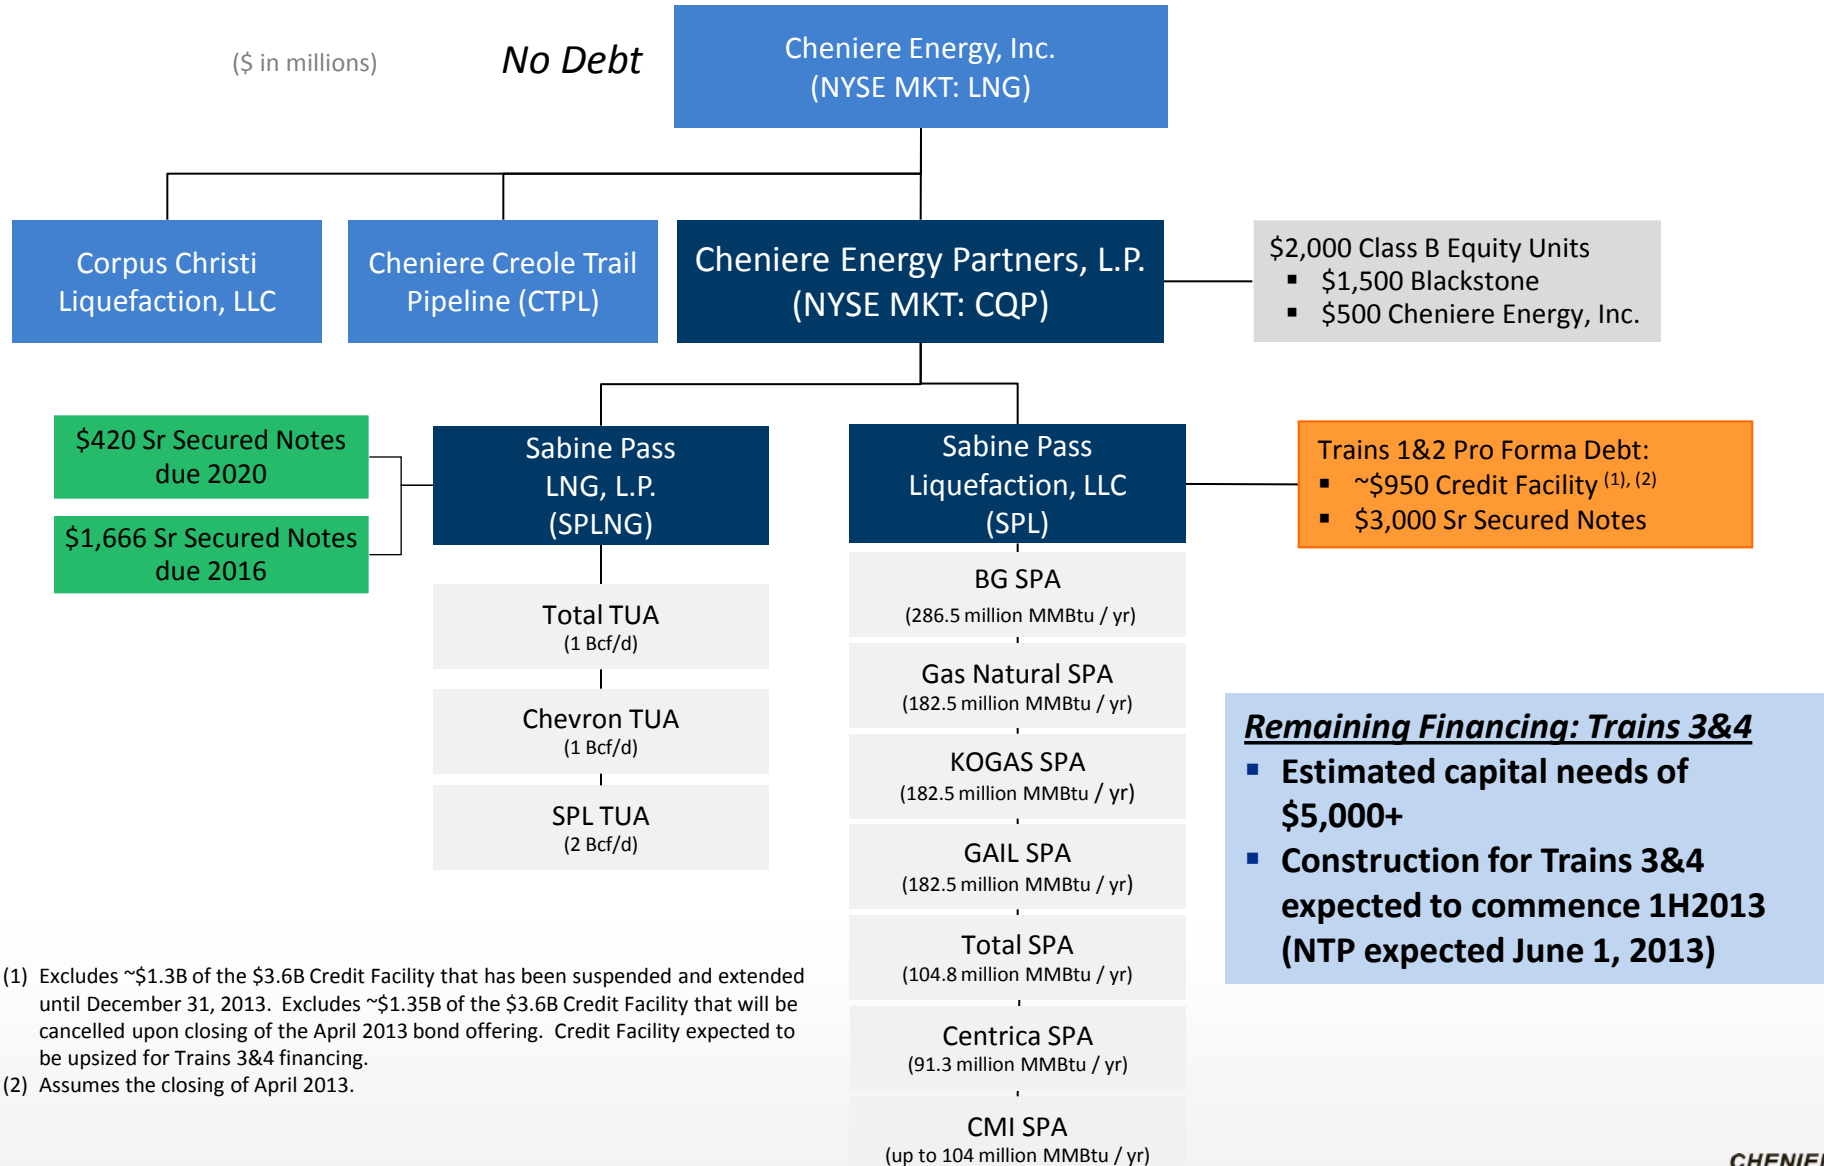 ($ in millions)
No Debt
Cheniere Energy, Inc.
(NYSE MKT: LNG)
Corpus Christi
Liquefaction, LLC
Cheniere Creole Trail
Pipeline (CTPL)
Cheniere Energy Partners, L.P.
(NYSE MKT: CQP)
$2,000 Class B Equity Units
▪ $1,500 Blackstone
▪ $500 Cheniere Energy, Inc.
$420 Sr Secured Notes
due 2020
$1,666 Sr Secured Notes
due 2016
Sabine Pass
LNG, L.P.
(SPLNG)
Sabine Pass
Liquefaction, LLC
(SPL)
Trains 1&2 Pro Forma Debt:
▪ ~$950 Credit Facility (1), (2)
▪ $3,000 Sr Secured Notes
Total TUA
(1 Bcf/d)
Chevron TUA
(1 Bcf/d)
SPL TUA
(2 Bcf/d)
BG SPA
(286.5 million MMBtu / yr)
Gas Natural SPA
(182.5 million MMBtu / yr)
KOGAS SPA
(182.5 million MMBtu / yr)
GAIL SPA
(182.5 million MMBtu / yr)
Total SPA
(104.8 million MMBtu / yr)
Centrica SPA
(91.3 million MMBtu / yr)
CMI SPA
(up to 104 million MMBtu / yr)
Remaining Financing: Trains 3&4
▪ Estimated capital needs of
$5,000+
▪ Construction for Trains 3&4
expected to commence 1H2013
(NTP expected June 1, 2013)
(1) Excludes ~$1.3B of the $3.6B Credit Facility that has been suspended and extended
until December 31, 2013. Excludes ~$1.35B of the $3.6B Credit Facility that will be
cancelled upon closing of the April 2013 bond offering. Credit Facility expected to
be upsized for Trains 3&4 financing.
(2) Assumes the closing of April 2013.